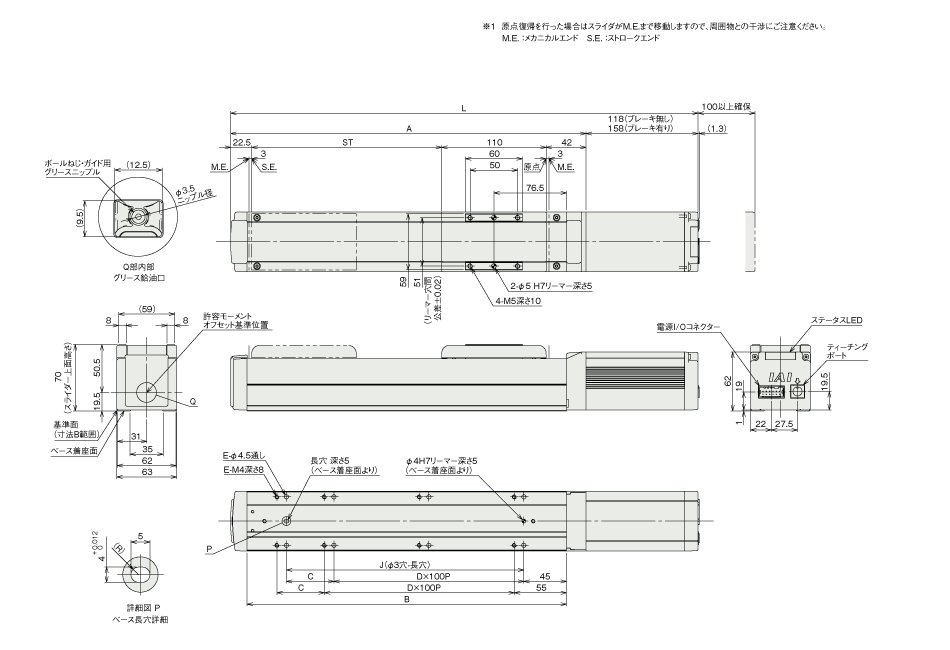 ※1 原点復帰を行った場合はスライダがM.E.まで移動しますので、周囲物との干渉にご注意ください。
M.E.：メカニカルエンド S.E.：ストロークエンド
L
100以上確保
A
118(ブレーキ無し)
158(ブレーキ有り)
(1.3)
22.5
ST
110
42
3
60
3
M.E.
S.E.
50
原点
M.E.
76.5
ボールねじ・ガイド用
グリースニップル
(12.5)
φ3.5
ニップル径
(9.5)
Q部内部
グリース給油口
59
51
(リーマー穴間
公差±0.02)
2-φ5 H7リーマー深さ5
4-M5深さ10
(59)
8
8
許容モーメント
オフセット基準位置
70
(スライダー上面高さ)
50.5
19.5
Q
基準面
(寸法B範囲)
ベース着座面
31
35
62
63
電源I/Oコネクター
ステータスLED
ティーチング
ポート
IAI
62
19
1
19.5
22
27.5
E-φ4.5通し
E-M4深さ8
長穴 深さ5
(ベース着座面より)
φ4H7リーマー深さ5
(ベース着座面より)
P
J(φ3穴-長穴)
C
D×100P
45
C
D×100P
55
B
5
(R)
4
+0.012
0
詳細図 P
ベース長穴詳細